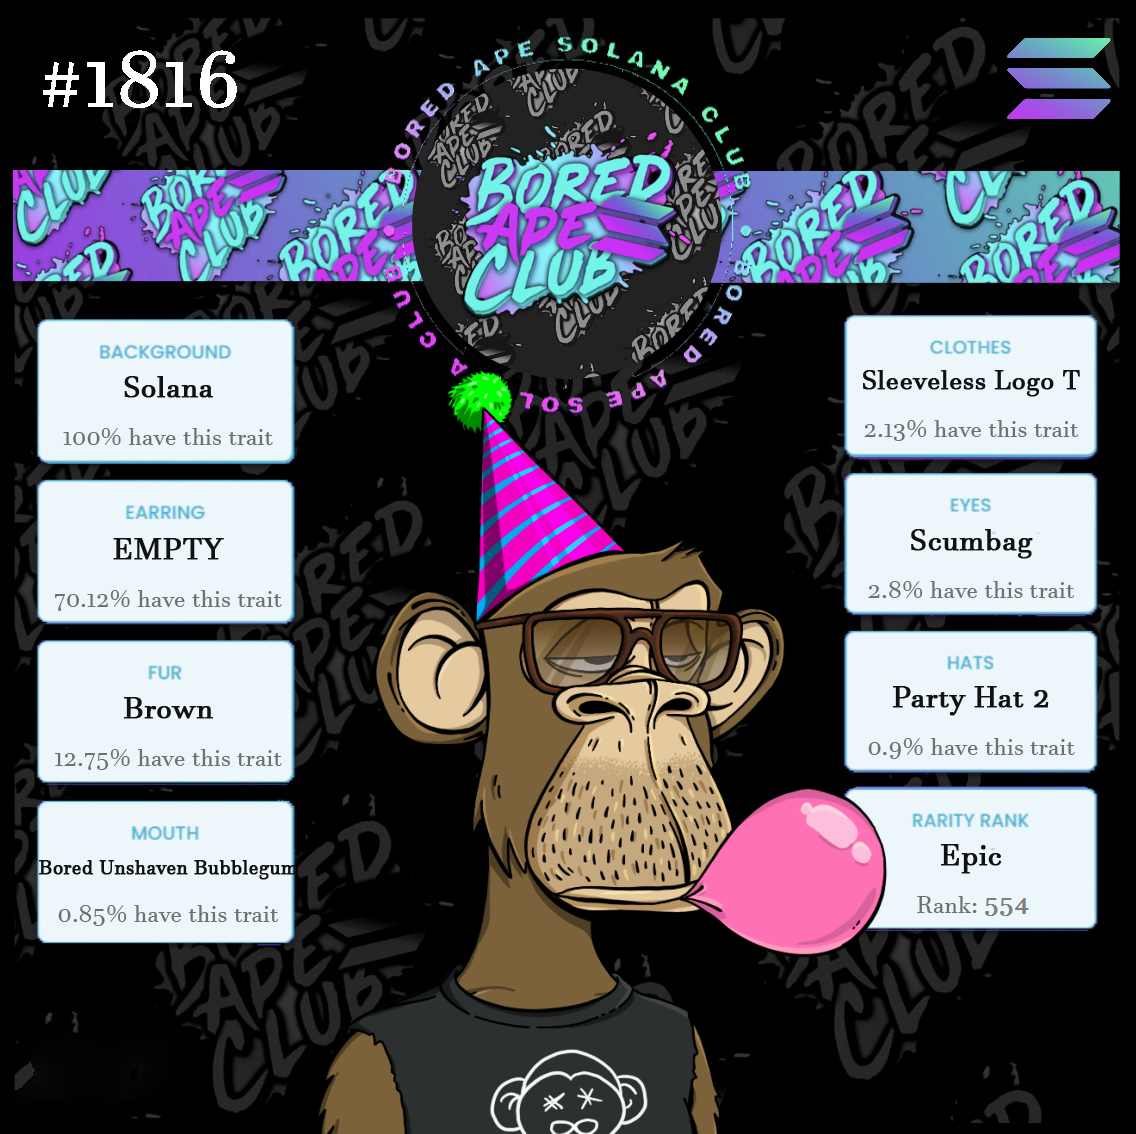 #1816
BORED APE SOLANA CLUB
BORED
APE
CLUB
BACKGROUND
Solana
100% have this trait
EARRING
EMPTY
70.12% have this trait
FUR
Brown
12.75% have this trait
MOUTH
Bored Unshaven Bubblegum
0.85% have this trait
CLOTHES
Sleeveless Logo T
2.13% have this trait
EYES
Scumbag
2.8% have this trait
HATS
Party Hat 2
0.9% have this trait
RARITY RANK
Epic
Rank: 554